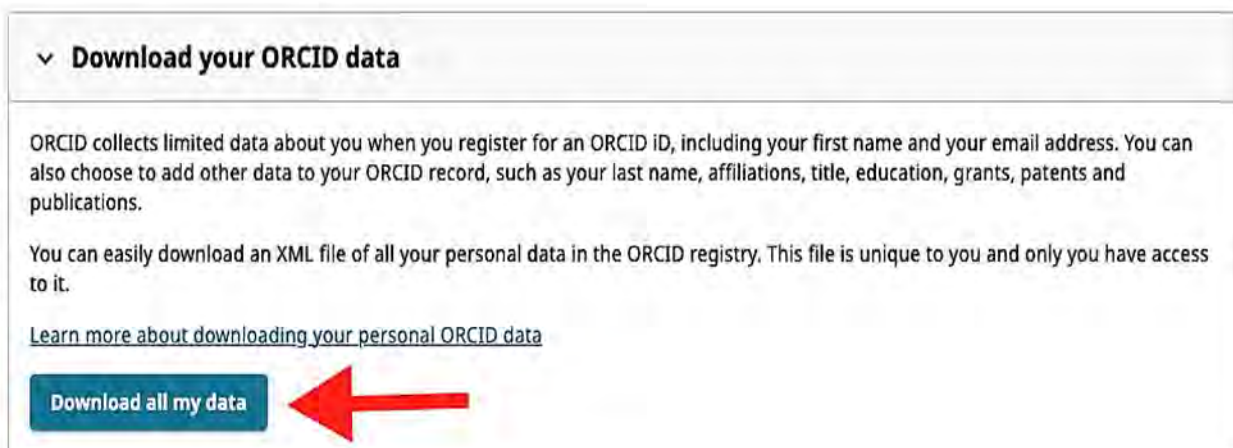 Download your ORCID data
ORCID collects limited data about you when you register for an ORCID iD, including your first name and your email address. You can
also choose to add other data to your ORCID record, such as your last name, affiliations, title, education, grants, patents and
publications.
You can easily download an XML file of all your personal data in the ORCID registry. This file is unique to you and only you have access
to it.
Learn more about downloading your personal ORCID data
Download all my data